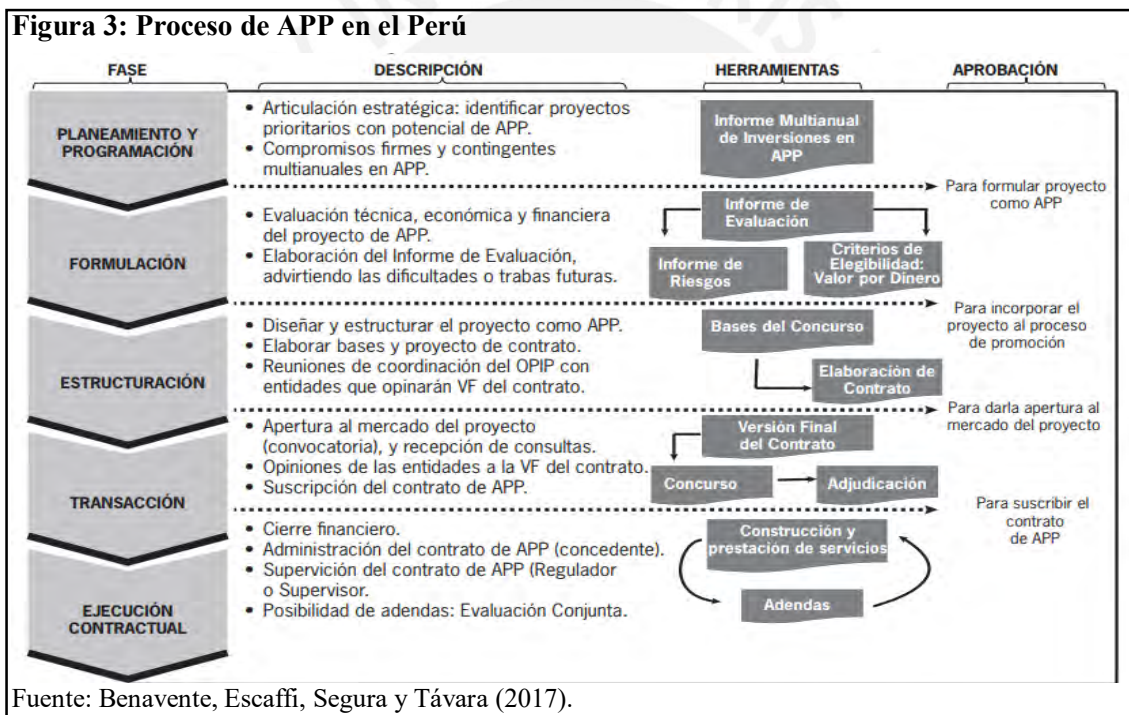 Figura 3: Proceso de APP en el Perú
FASE
DESCRIPCIÓN
HERRAMIENTAS
APROBACIÓN
PLANEAMIENTO Y
PROGRAMACIÓN
• Articulación estratégica: identificar proyectos
prioritarios con potencial de APP.
• Compromisos firmes y contingentes
multianuales en APP.
Informe Multianual
de Inversiones en
APP
Para formular proyecto
como APP
FORMULACIÓN
• Evaluación técnica, económica y financiera
del proyecto de APP.
• Elaboración del Informe de Evaluación,
advirtiendo las dificultades o trabas futuras.
Informe de
Evaluación
Informe de
Riesgos
Criterios de
Elegibilidad:
Valor por Dinero
Para incorporar el
proyecto al proceso
de promoción
ESTRUCTURACIÓN
• Diseñar y estructurar el proyecto como APP.
• Elaborar bases y proyecto de contrato.
• Reuniones de coordinación del OPIP con
entidades que opinarán VF del contrato.
Bases del Concurso
Elaboración de
Contrato
Para darla apertura al
mercado del proyecto
TRANSACCIÓN
• Apertura al mercado del proyecto
(convocatoria), y recepción de consultas.
• Opiniones de las entidades a la VF del contrato.
• Suscripción del contrato de APP.
Versión Final
del Contrato
Concurso
Adjudicación
Para suscribir el
contrato
de APP
EJECUCIÓN
CONTRACTUAL
• Cierre financiero.
• Administración del contrato de APP (concedente).
• Supervición del contrato de APP (Regulador
o Supervisor.
• Posibilidad de adendas: Evaluación Conjunta.
Construcción y
prestación de servicios
Adendas
Fuente: Benavente, Escaffi, Segura y Távara (2017).